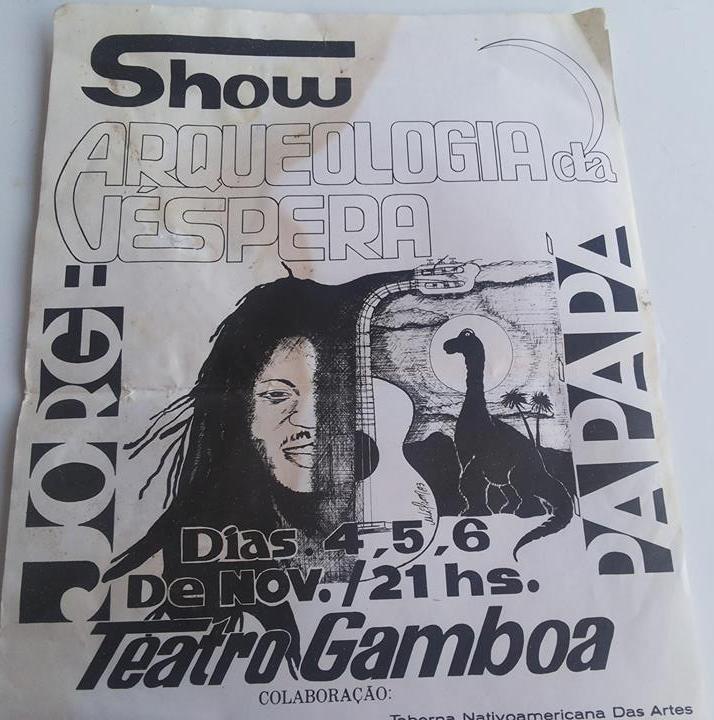 Show
ARQUEOLOGIA da
VÉSPERA
JORGE
PAPAPÁ
Dias. 4, 5, 6
De NOV. / 21 hs.
Teatro Gamboa
COLABORAÇÃO:
Taberna Nativoamericana Das Artes